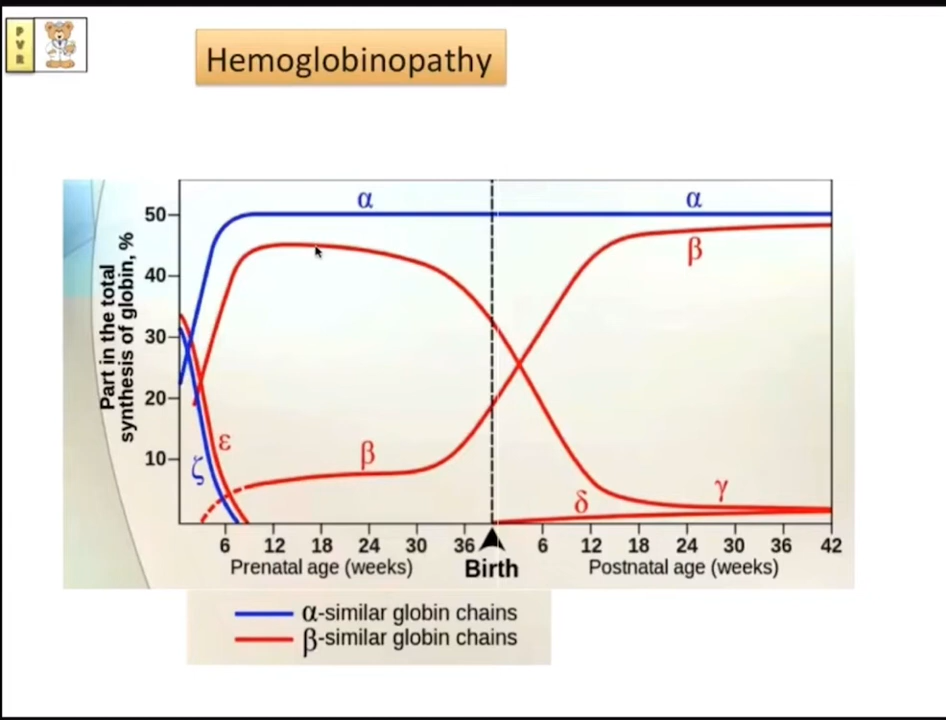 P
V
R
Hemoglobinopathy
Part in the total
synthesis of globin, %
50
40
30
20
10
α
α
β
ε
ζ
β
γ
δ
6 12 18 24 30 36 6 12 18 24 30 36 42
Prenatal age (weeks) Birth Postnatal age (weeks)
α-similar globin chains
β-similar globin chains